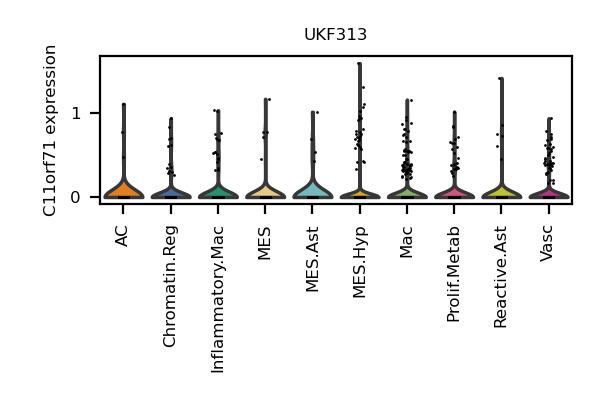 UKF313
C11orf71 expression
1
0
AC
Chromatin.Reg
Inflammatory.Mac
MES
MES.Ast
MES.Hyp
Mac
Prolif.Metab
Reactive.Ast
Vasc